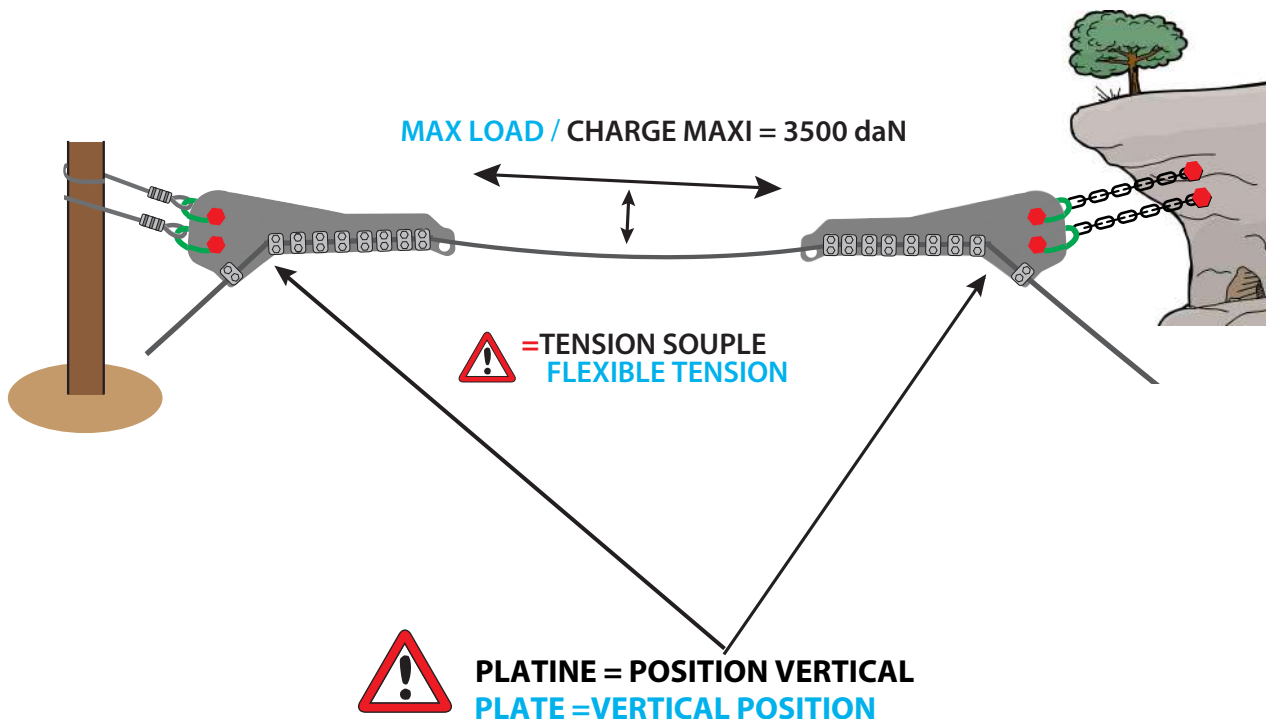 MAX LOAD / CHARGE MAXI = 3500 daN
=TENSION SOUPLE
FLEXIBLE TENSION
PLATINE = POSITION VERTICAL
PLATE =VERTICAL POSITION